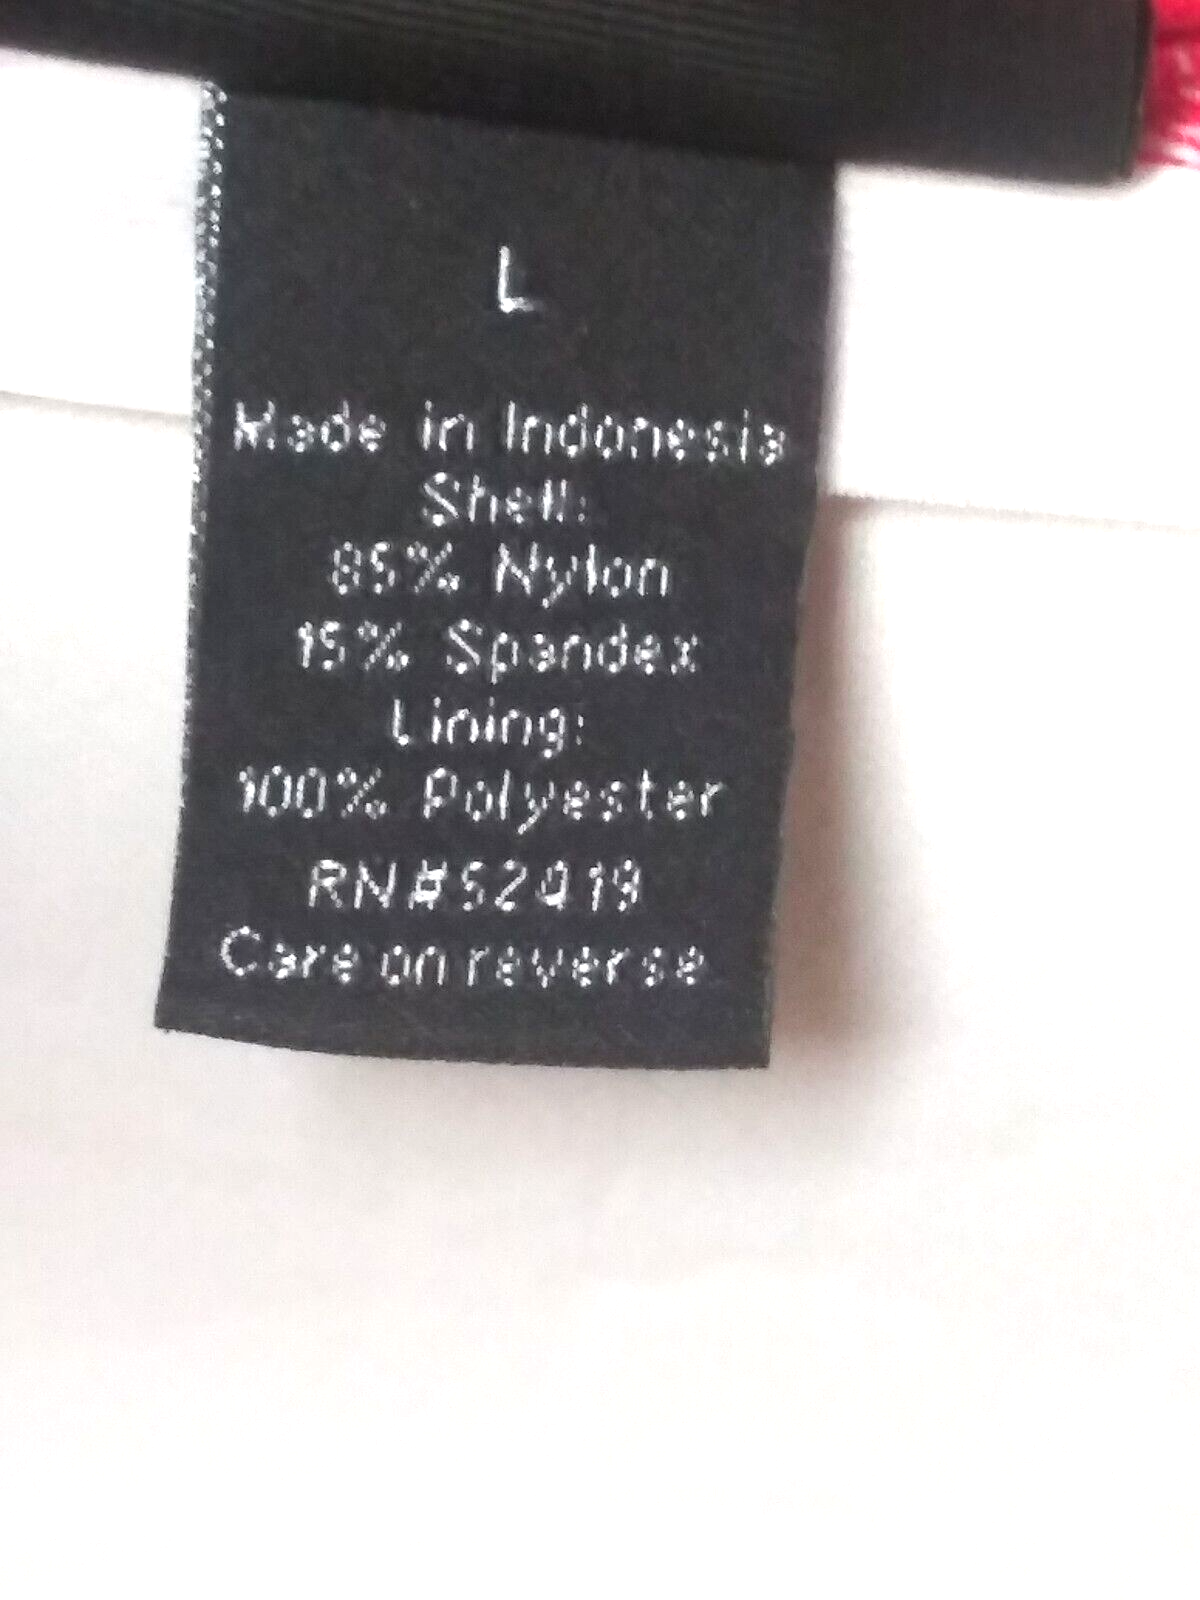 L
Made in Indonesia
Shell:
85% Nylon
15% Spandex
Lining:
100% Polyester
RN#52419
Care on reverse